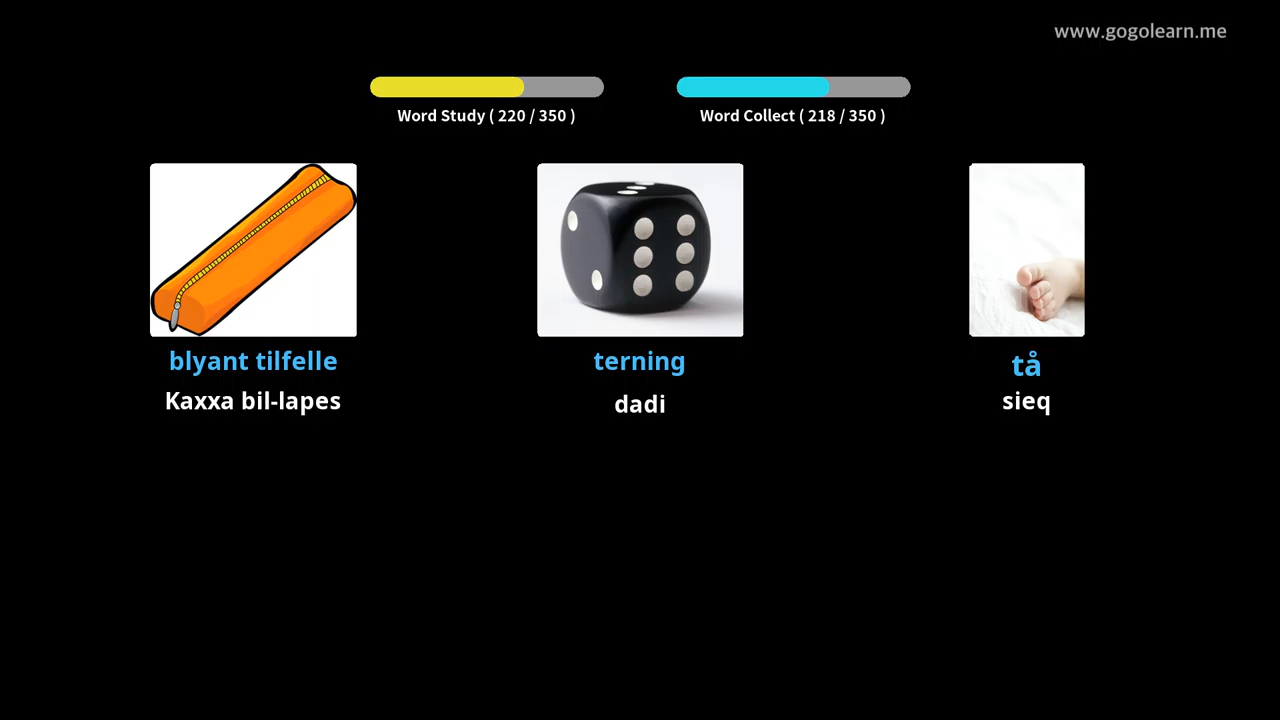 www.gogolearn.me
Word Study ( 220 / 350 )
Word Collect ( 218 / 350 )
blyant tilfelle
Kaxxa bil-lapes
terning
dadi
tå
sieq